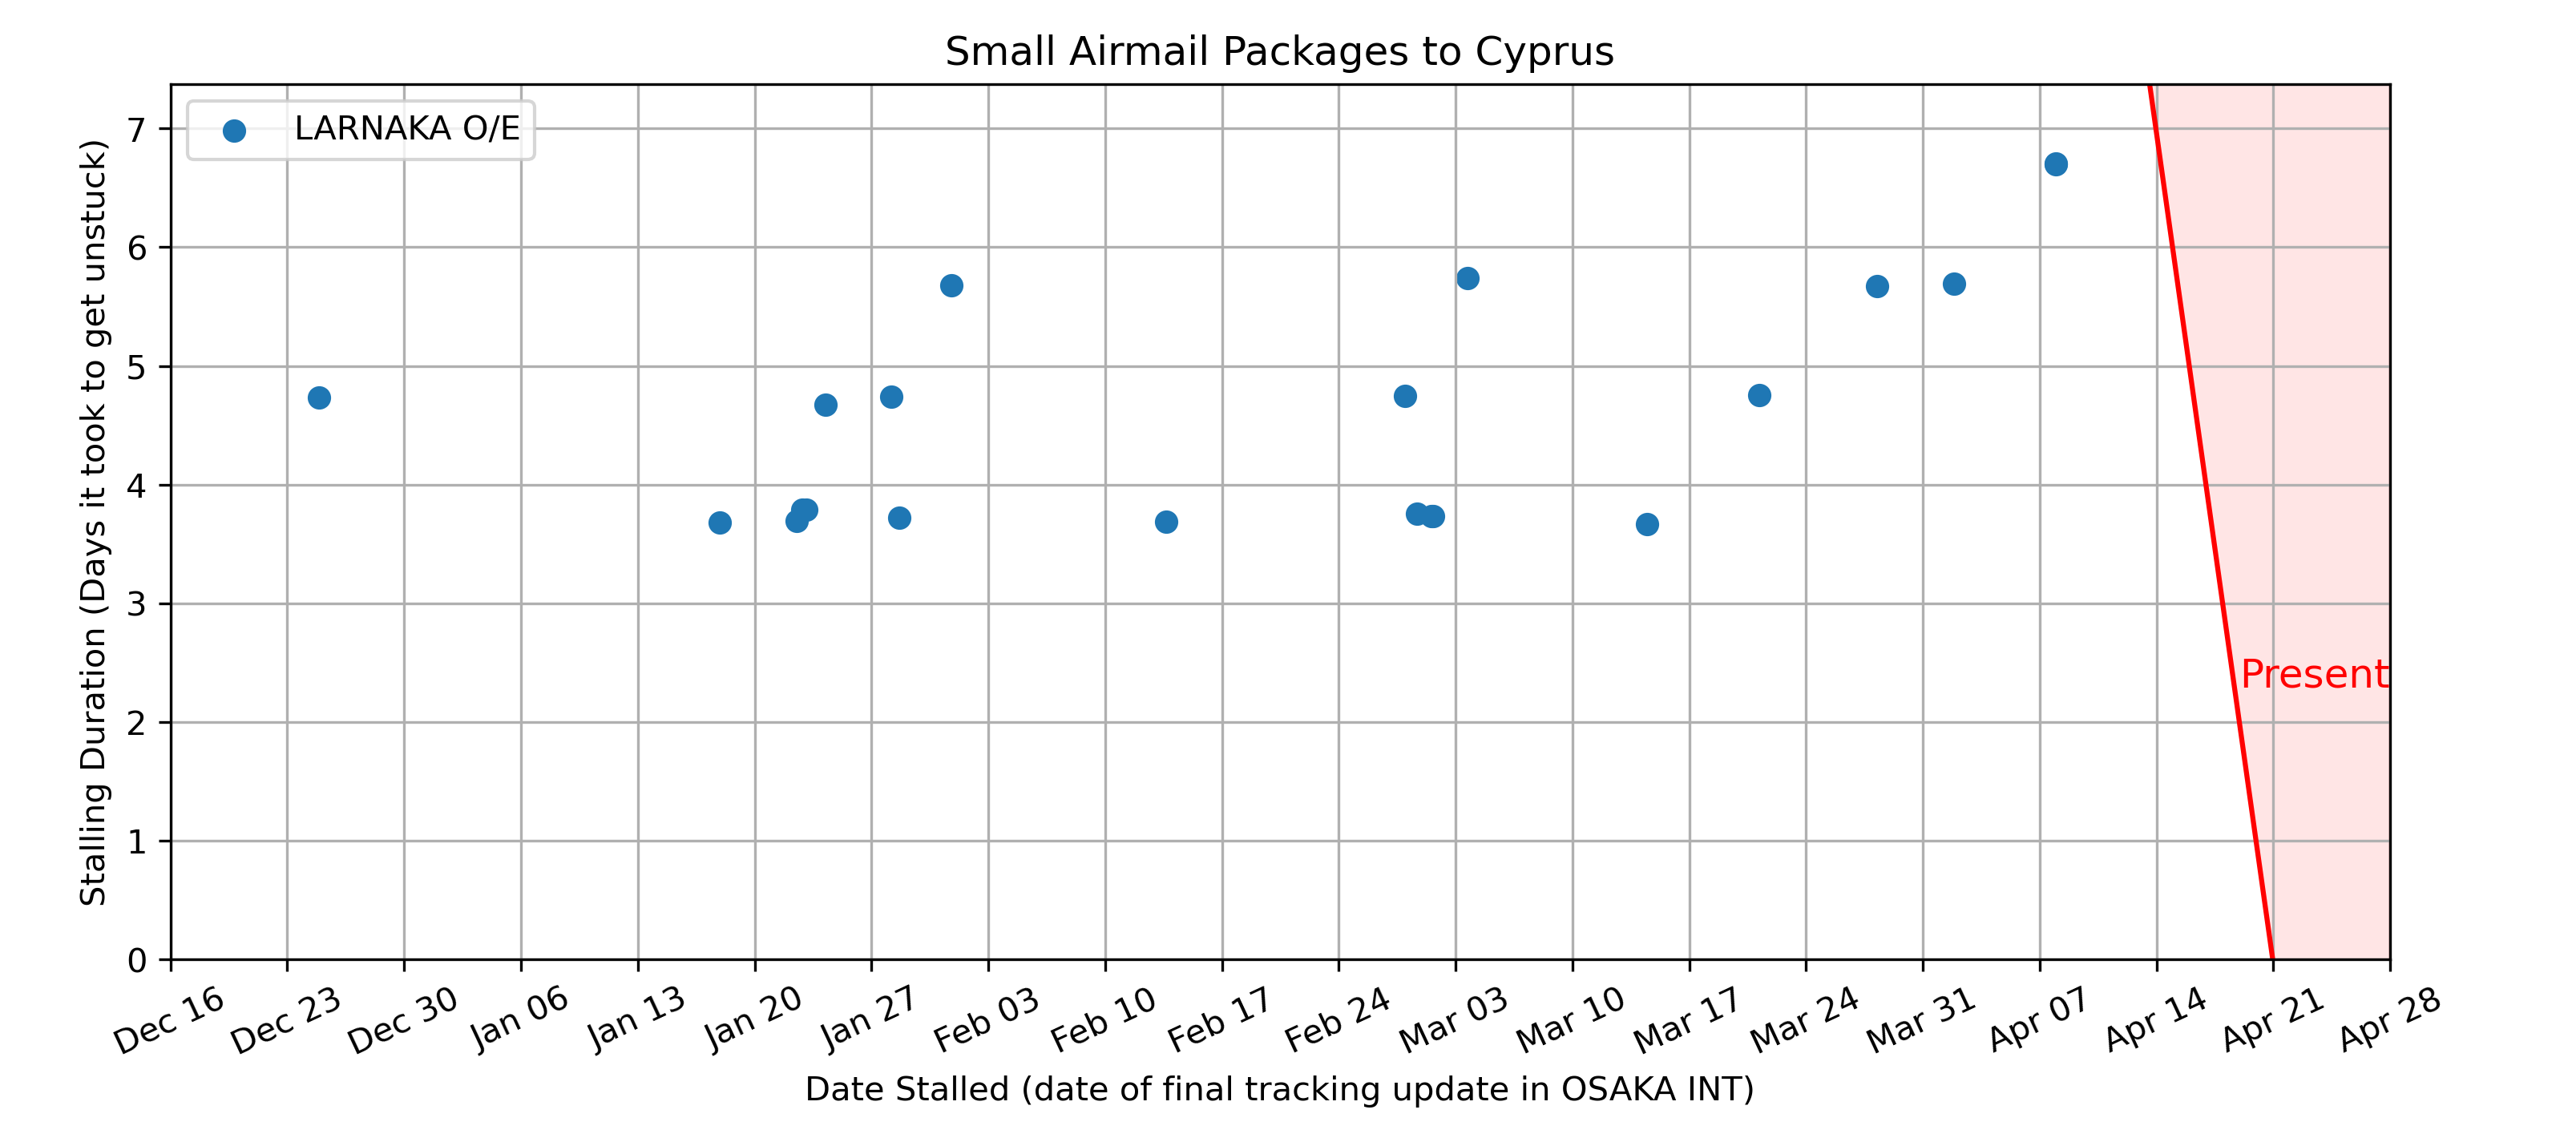 Small Airmail Packages to Cyprus
LARNAKA O/E
Stalling Duration (Days it took to get unstuck)
7
6
5
4
3
2
1
0
Present
Dec 16 Dec 23 Dec 30 Jan 06 Jan 13 Jan 20 Jan 27 Feb 03 Feb 10 Feb 17 Feb 24 Mar 03 Mar 10 Mar 17 Mar 24 Mar 31 Apr 07 Apr 14 Apr 21 Apr 28
Date Stalled (date of final tracking update in OSAKA INT)